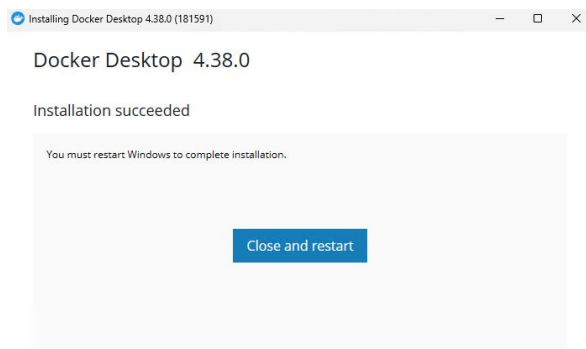 Installing Docker Desktop 4.38.0 (181591)
Docker Desktop 4.38.0
Installation succeeded
You must restart Windows to complete installation.
Close and restart